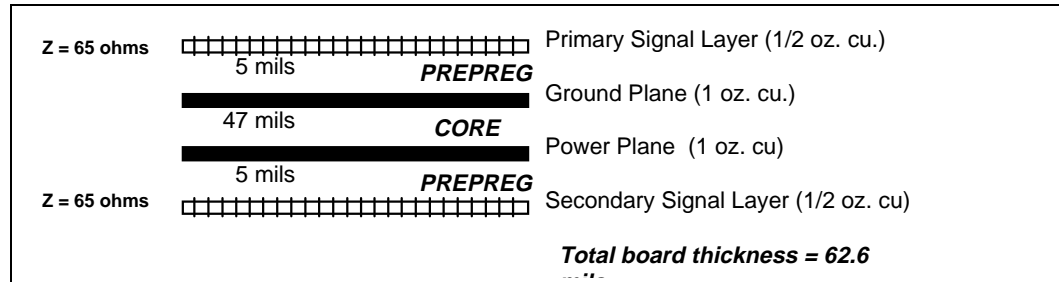 Z = 65 ohms Primary Signal Layer (1/2 oz. cu.)
5 mils PREPREG
Ground Plane (1 oz. cu.)
47 mils CORE
Power Plane (1 oz. cu)
5 mils PREPREG
Z = 65 ohms Secondary Signal Layer (1/2 oz. cu)
Total board thickness = 62.6